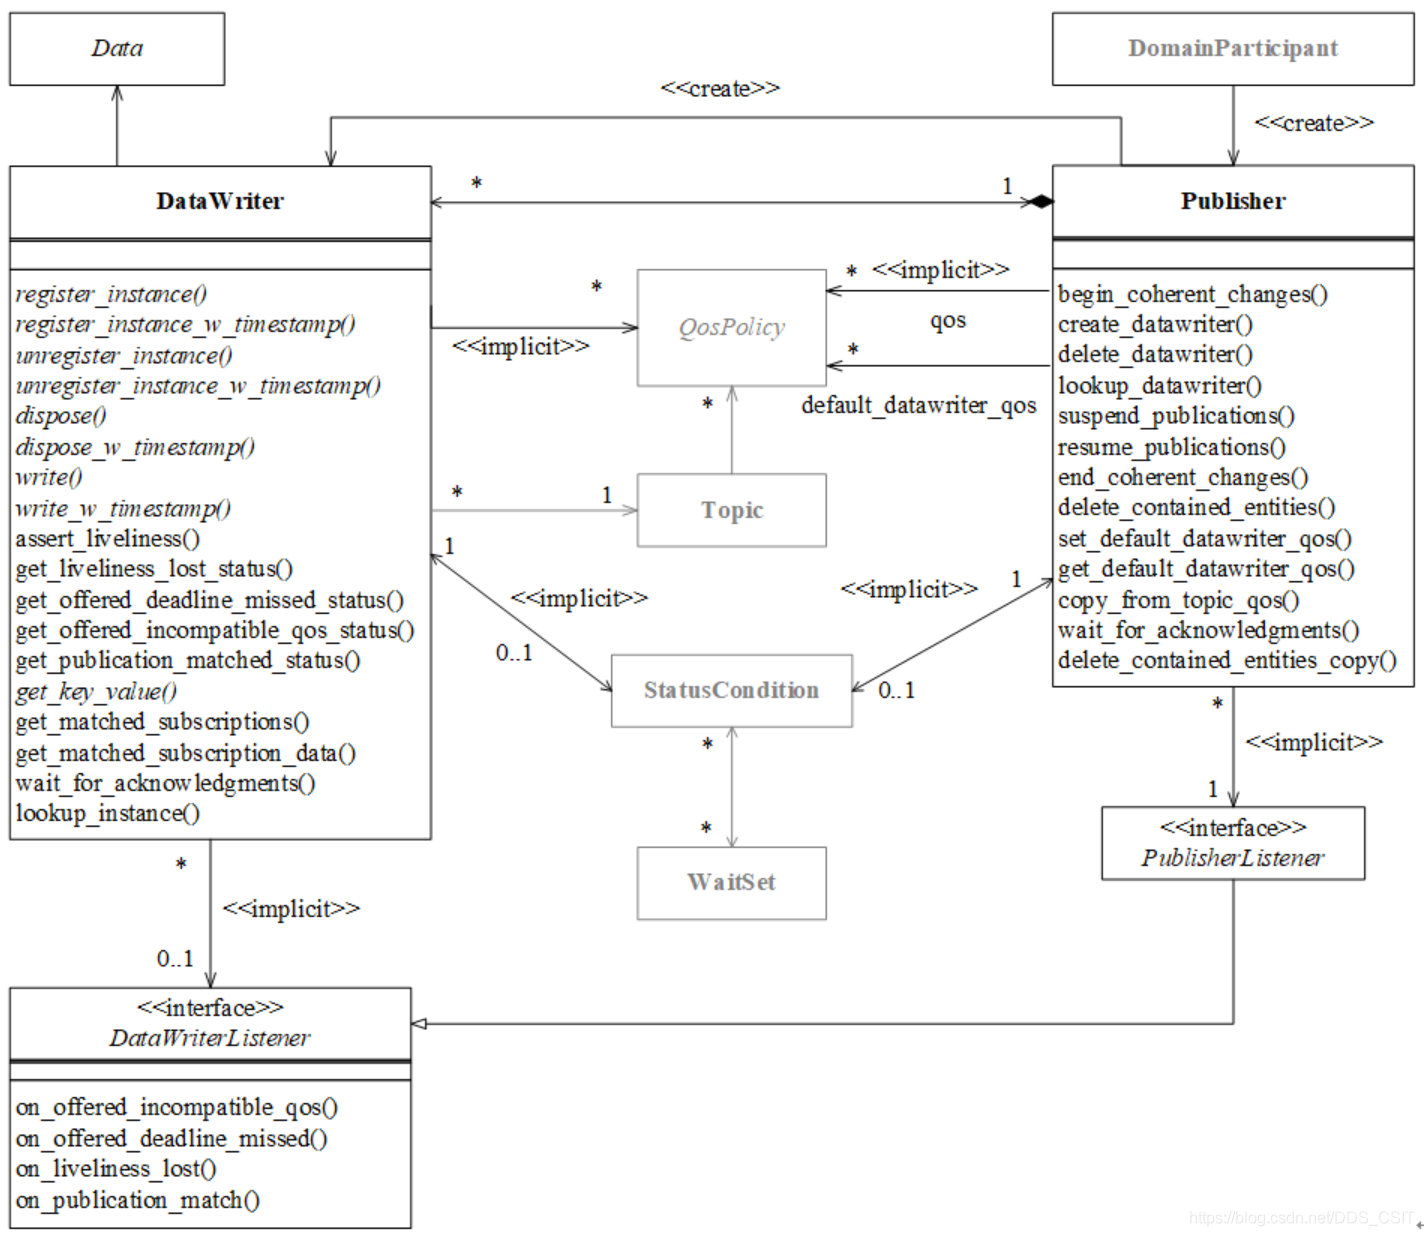 Data
DomainParticipant
<<create>>
<<create>>
DataWriter
*
1
Publisher
register_instance()
register_instance_w_timestamp()
unregister_instance()
unregister_instance_w_timestamp()
dispose()
dispose_w_timestamp()
write()
write_w_timestamp()
assert_liveliness()
get_liveliness_lost_status()
get_offered_deadline_missed_status()
get_offered_incompatible_qos_status()
get_publication_matched_status()
get_key_value()
get_matched_subscriptions()
get_matched_subscription_data()
wait_for_acknowledgments()
lookup_instance()
*
<<implicit>>
QosPolicy
* <<implicit>>
qos
*
default_datawriter_qos
*
* 1
Topic
1
<<implicit>>
0..1
<<implicit>>
1
0..1
StatusCondition
*
*
WaitSet
begin_coherent_changes()
create_datawriter()
delete_datawriter()
lookup_datawriter()
suspend_publications()
resume_publications()
end_coherent_changes()
delete_contained_entities()
set_default_datawriter_qos()
get_default_datawriter_qos()
copy_from_topic_qos()
wait_for_acknowledgments()
delete_contained_entities_copy()
*
<<implicit>>
1
<<interface>>
PublisherListener
*
<<implicit>>
0..1
<<interface>>
DataWriterListener
on_offered_incompatible_qos()
on_offered_deadline_missed()
on_liveliness_lost()
on_publication_match()
https://blog.csdn.net/DDS_CSIT